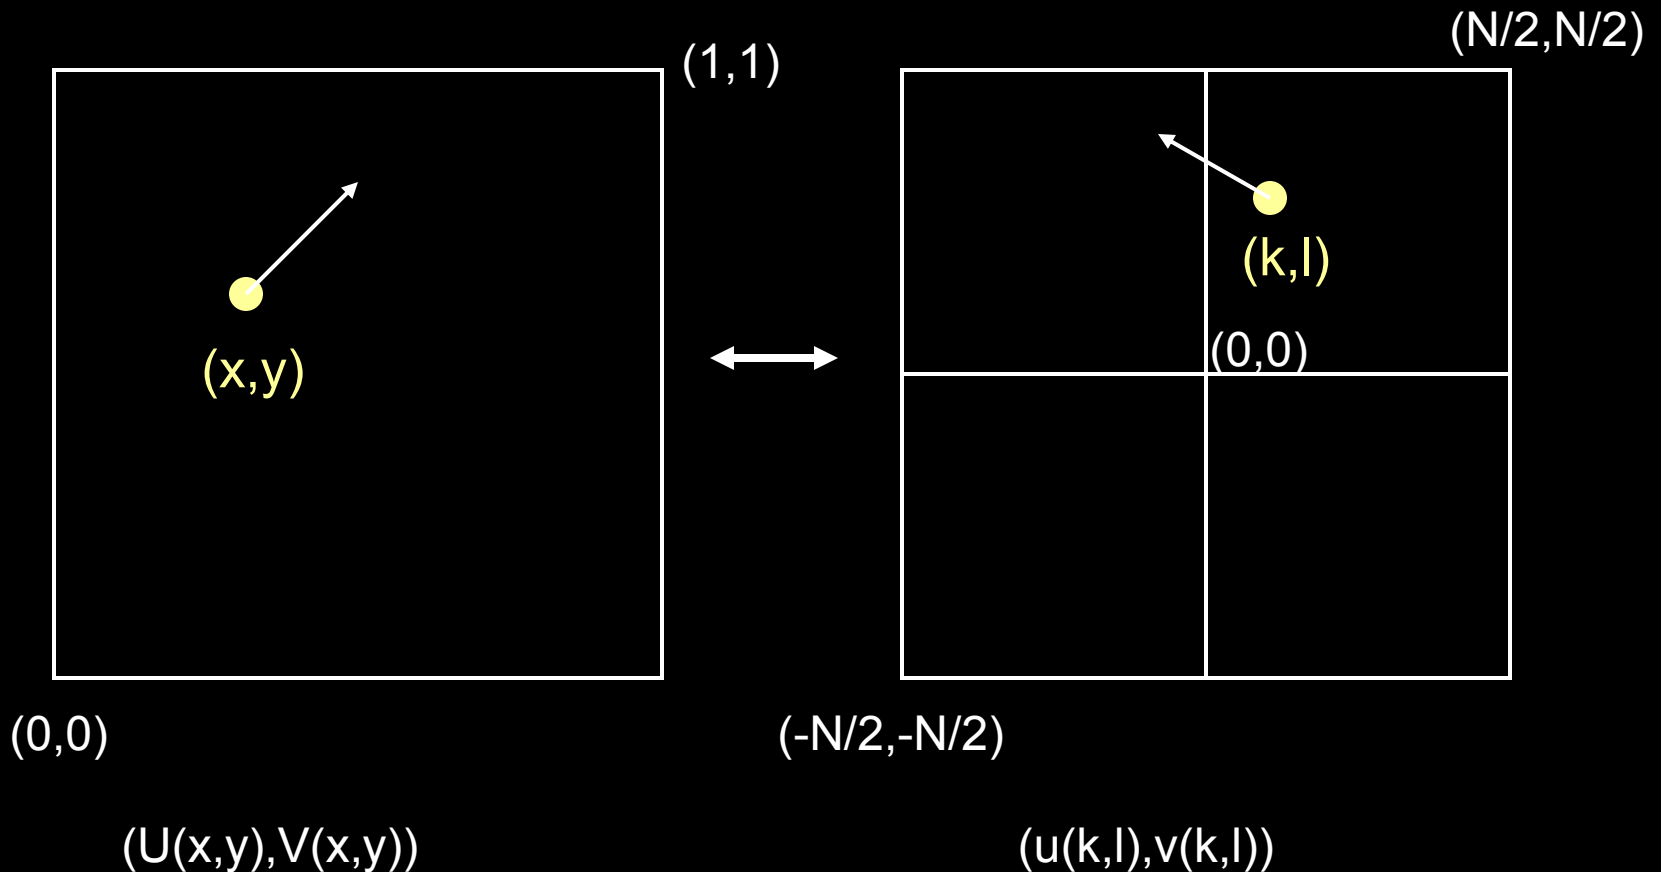 (N/2,N/2)
(1,1)
(k,l)
(0,0)
(x,y)
(0,0)
(-N/2,-N/2)
(U(x,y),V(x,y))
(u(k,l),v(k,l))